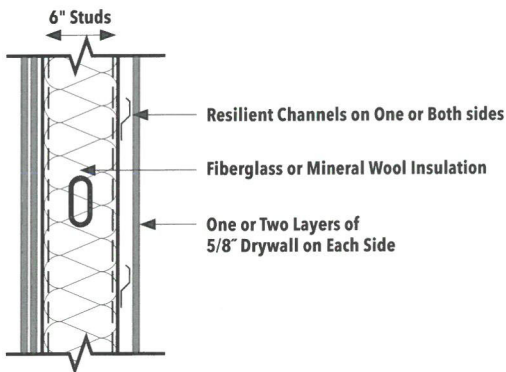 6" Studs
Resilient Channels on One or Both sides
Fiberglass or Mineral Wool Insulation
One or Two Layers of
5/8″ Drywall on Each Side